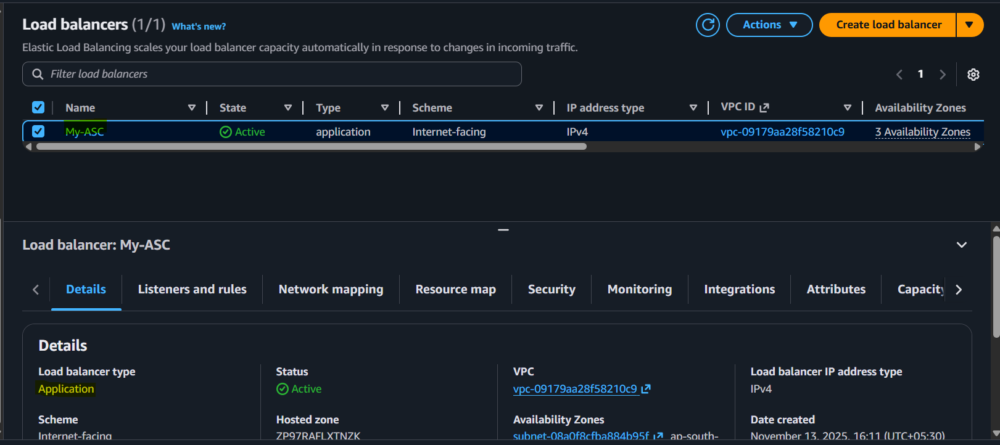 Load balancers (1/1) What's new?
Actions
Create load balancer
Elastic Load Balancing scales your load balancer capacity automatically in response to changes in incoming traffic.
Filter load balancers
1
Name State Type Scheme IP address type VPC ID Availability Zones
My-ASC Active application Internet-facing IPv4 vpc-09179aa28f58210c9 3 Availability Zones
Load balancer: My-ASC
Details Listeners and rules Network mapping Resource map Security Monitoring Integrations Attributes Capacity
Details
Load balancer type Status VPC Load balancer IP address type
Application Active vpc-09179aa28f58210c9 IPv4
Scheme Hosted zone Availability Zones Date created
Internet-facing ZP97RAFLXTNZK subnet-08a0f8cfba884b95f ap-south- November 13, 2025, 16:11 (UTC+05:30)